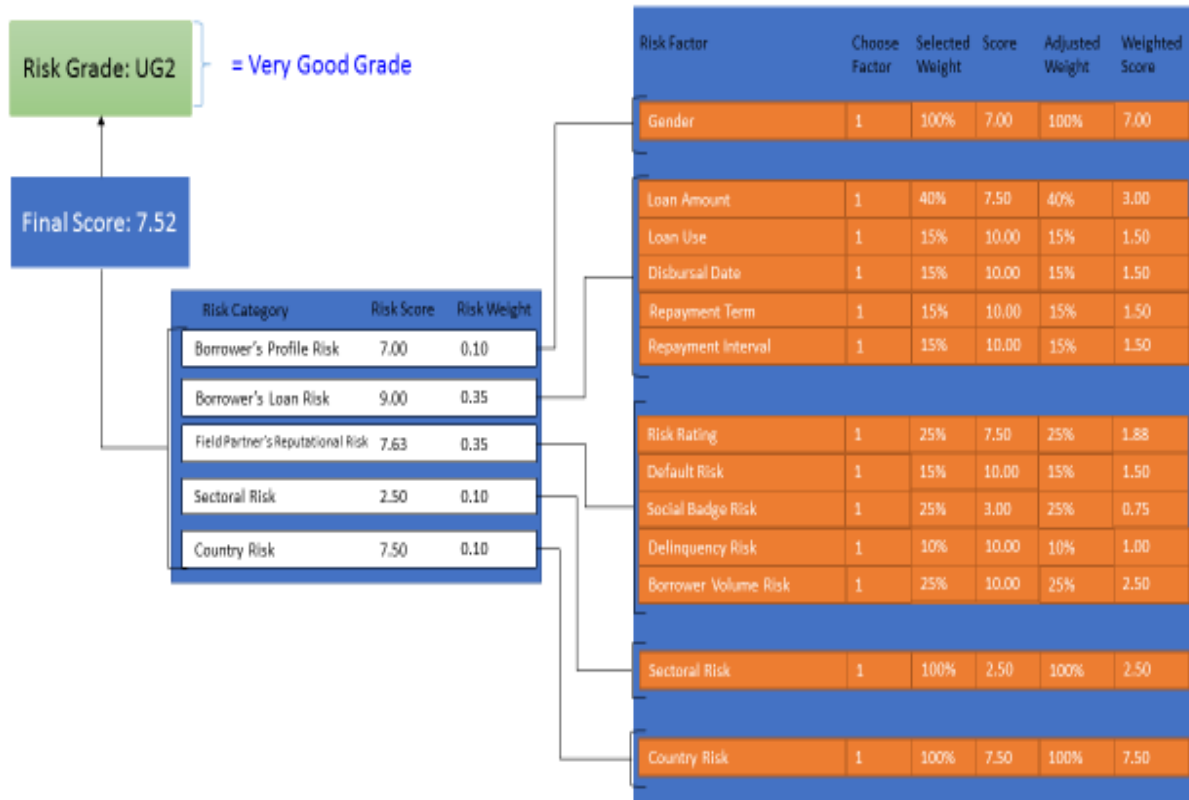 Risk Grade: UG2
= Very Good Grade
Final Score: 7.52
Risk Category Risk Score Risk Weight
Borrower's Profile Risk 7.00 0.10
Borrower's Loan Risk 9.00 0.35
Field Partner's Reputational Risk 7.63 0.35
Sectoral Risk 2.50 0.10
Country Risk 7.50 0.10
Risk Factor Choose Selected Score Adjusted Weighted
Factor Weight Weight Score
Gender 1 100% 7.00 100% 7.00
Loan Amount 1 40% 7.50 40% 3.00
Loan Use 1 15% 10.00 15% 1.50
Disbursal Date 1 15% 10.00 15% 1.50
Repayment Term 1 15% 10.00 15% 1.50
Repayment Interval 1 15% 10.00 15% 1.50
Risk Rating 1 25% 7.50 25% 1.88
Default Risk 1 15% 10.00 15% 1.50
Social Badge Risk 1 25% 3.00 25% 0.75
Delinquency Risk 1 10% 10.00 10% 1.00
Borrower Volume Risk 1 25% 10.00 25% 2.50
Sectoral Risk 1 100% 2.50 100% 2.50
Country Risk 1 100% 7.50 100% 7.50